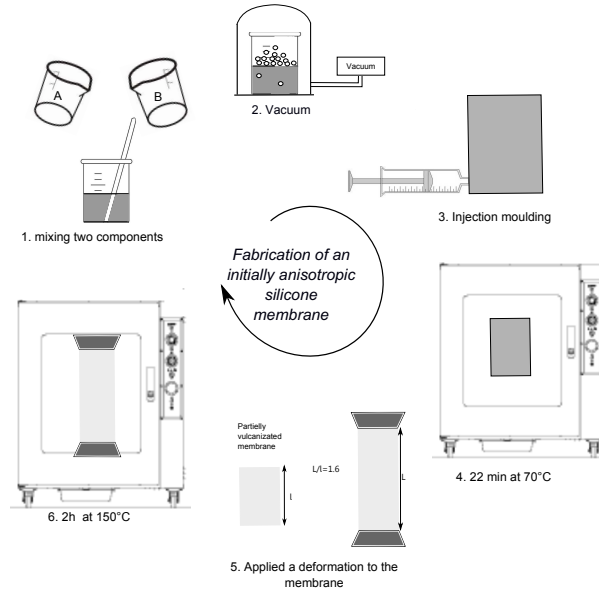 A
B
1. mixing two components
Vacuum
2. Vacuum
3. Injection moulding
Fabrication of an
initially anisotropic
silicone
membrane
4. 22 min at 70°C
Partially
vulcanizated
membrane
l
L/l=1.6
L
5. Applied a deformation to the
membrane
6. 2h at 150°C